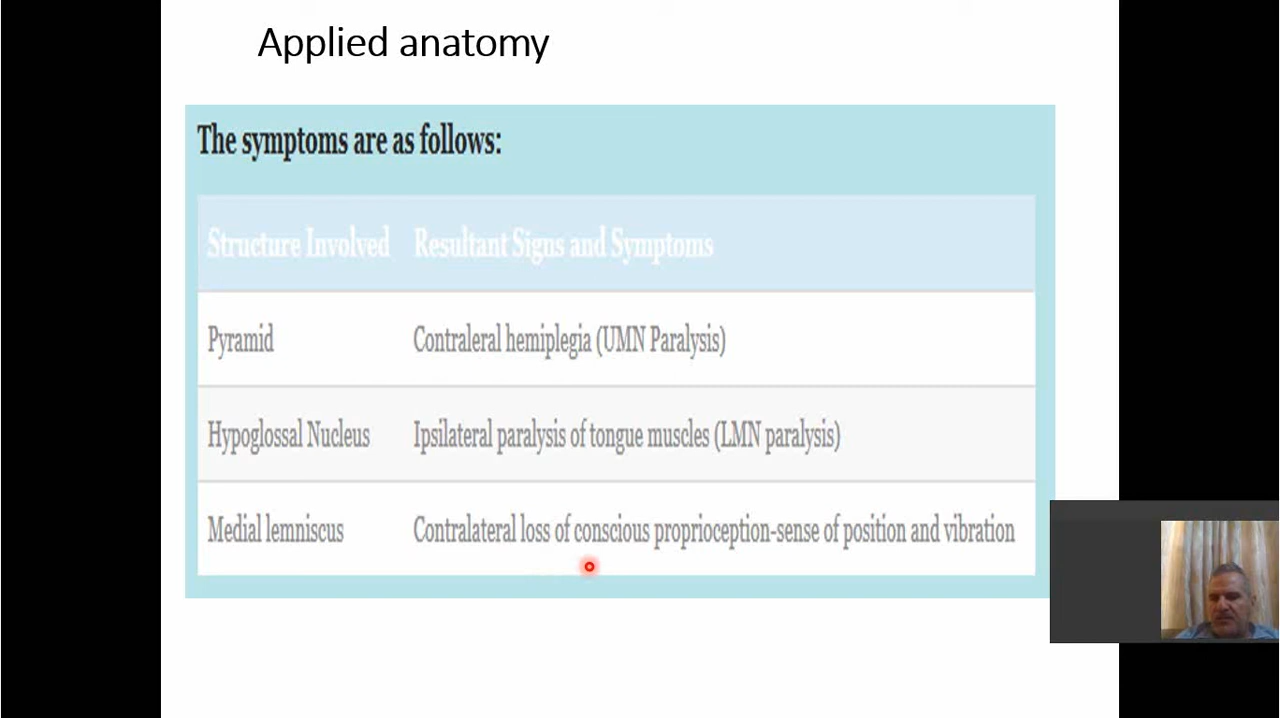 Applied anatomy
The symptoms are as follows:
Structure Involved Resultant Signs and Symptoms
Pyramid Contraleral hemiplegia (UMN Paralysis)
Hypoglossal Nucleus Ipsilateral paralysis of tongue muscles (LMN paralysis)
Medial lemniscus Contralateral loss of conscious proprioception-sense of position and vibration